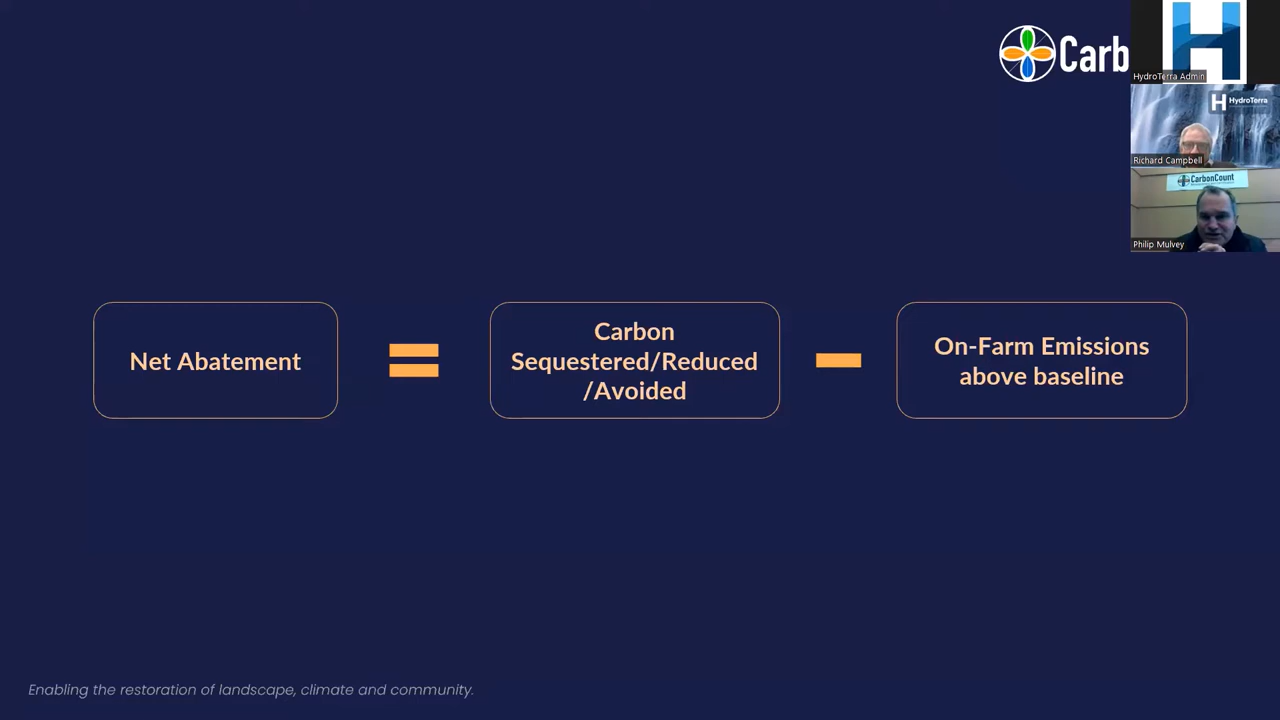 Carb
HydroTerra Admin
HydroTerra
Richard Campbell
CarbonCount
Philip Mulvey
Net Abatement
=
Carbon
Sequestered/Reduced
/Avoided
-
On-Farm Emissions
above baseline
Enabling the restoration of landscape, climate and community.